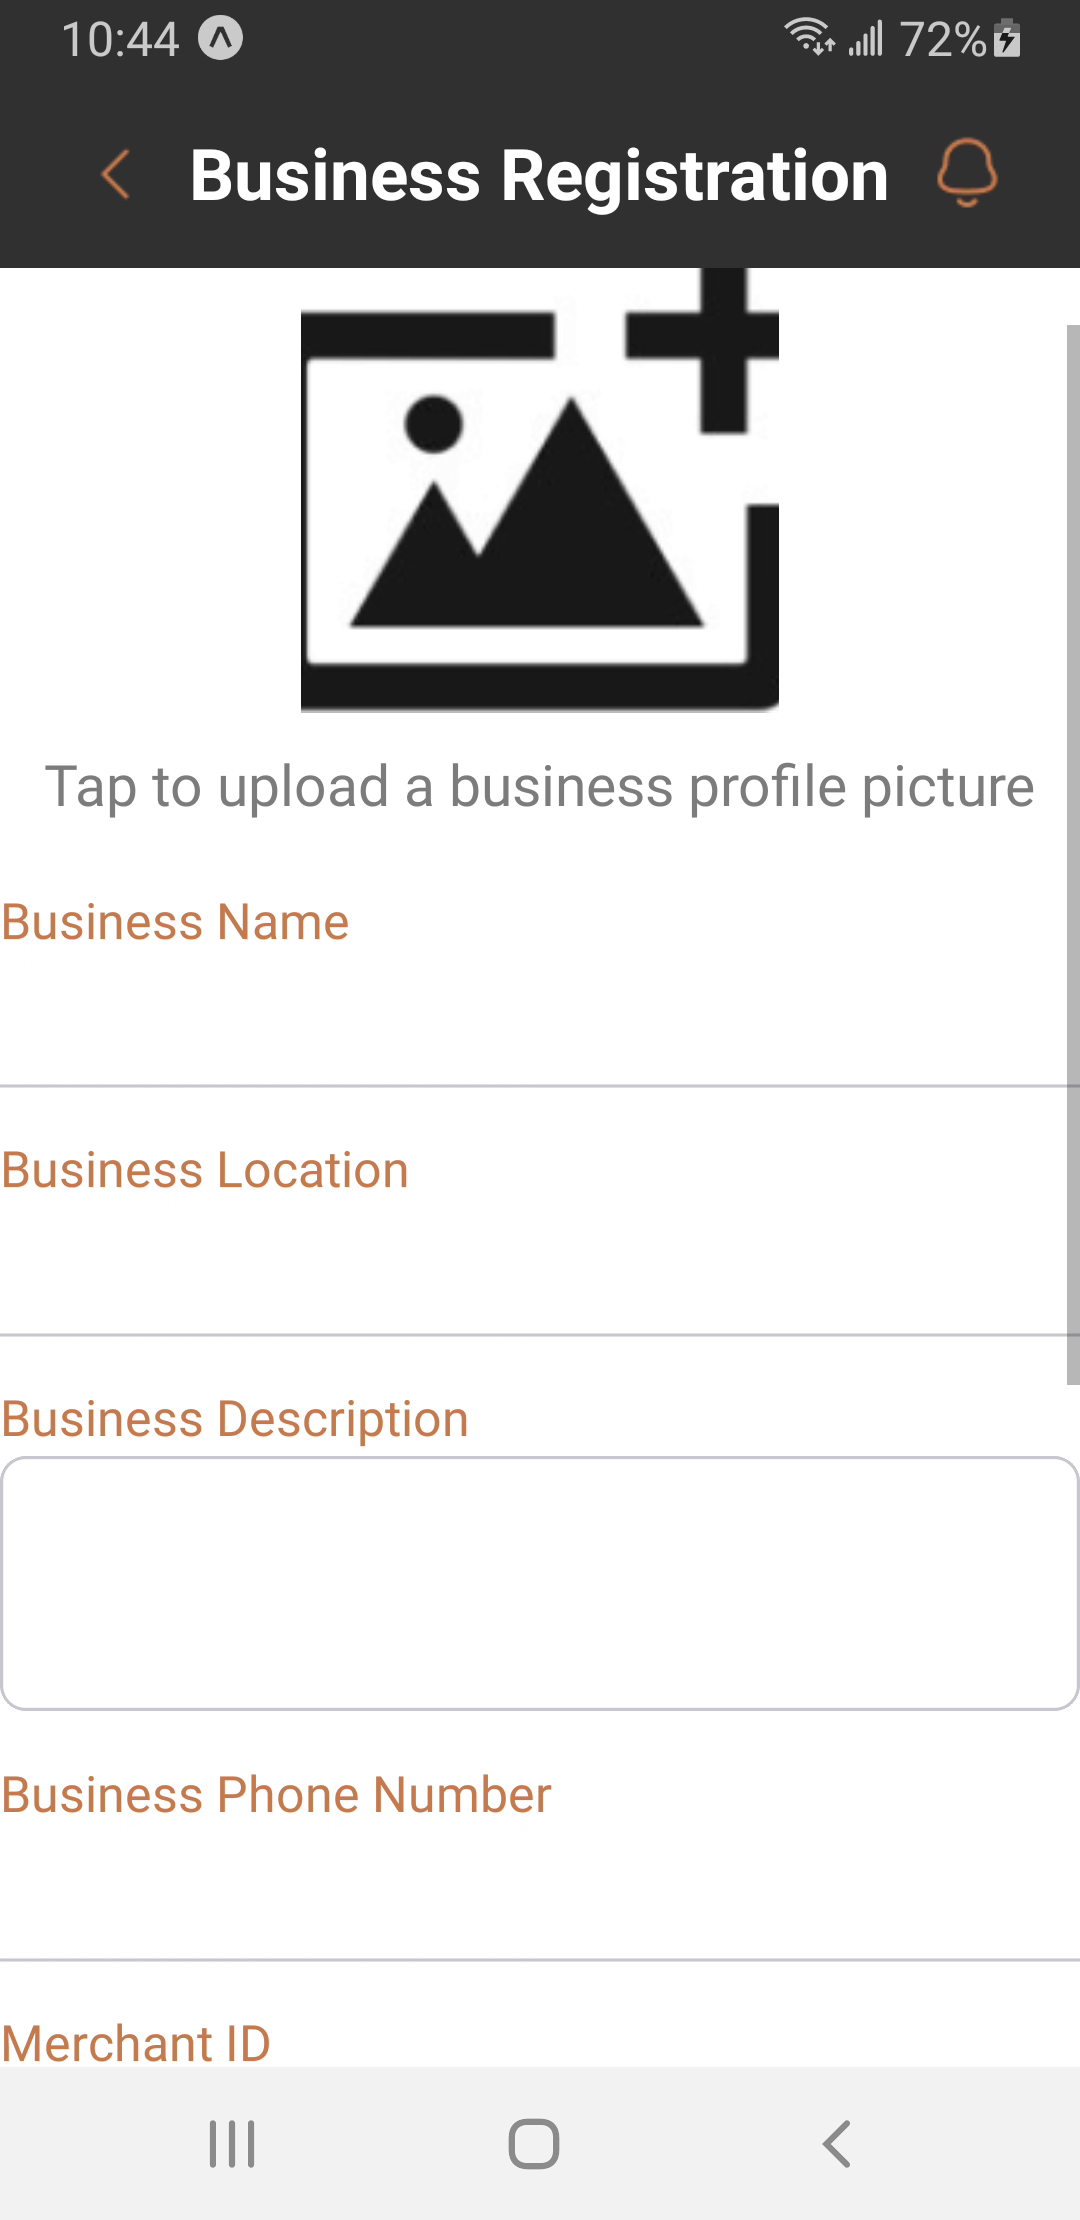 10:44
72%
Business Registration
Tap to upload a business profile picture
Business Name
Business Location
Business Description
Business Phone Number
Merchant ID